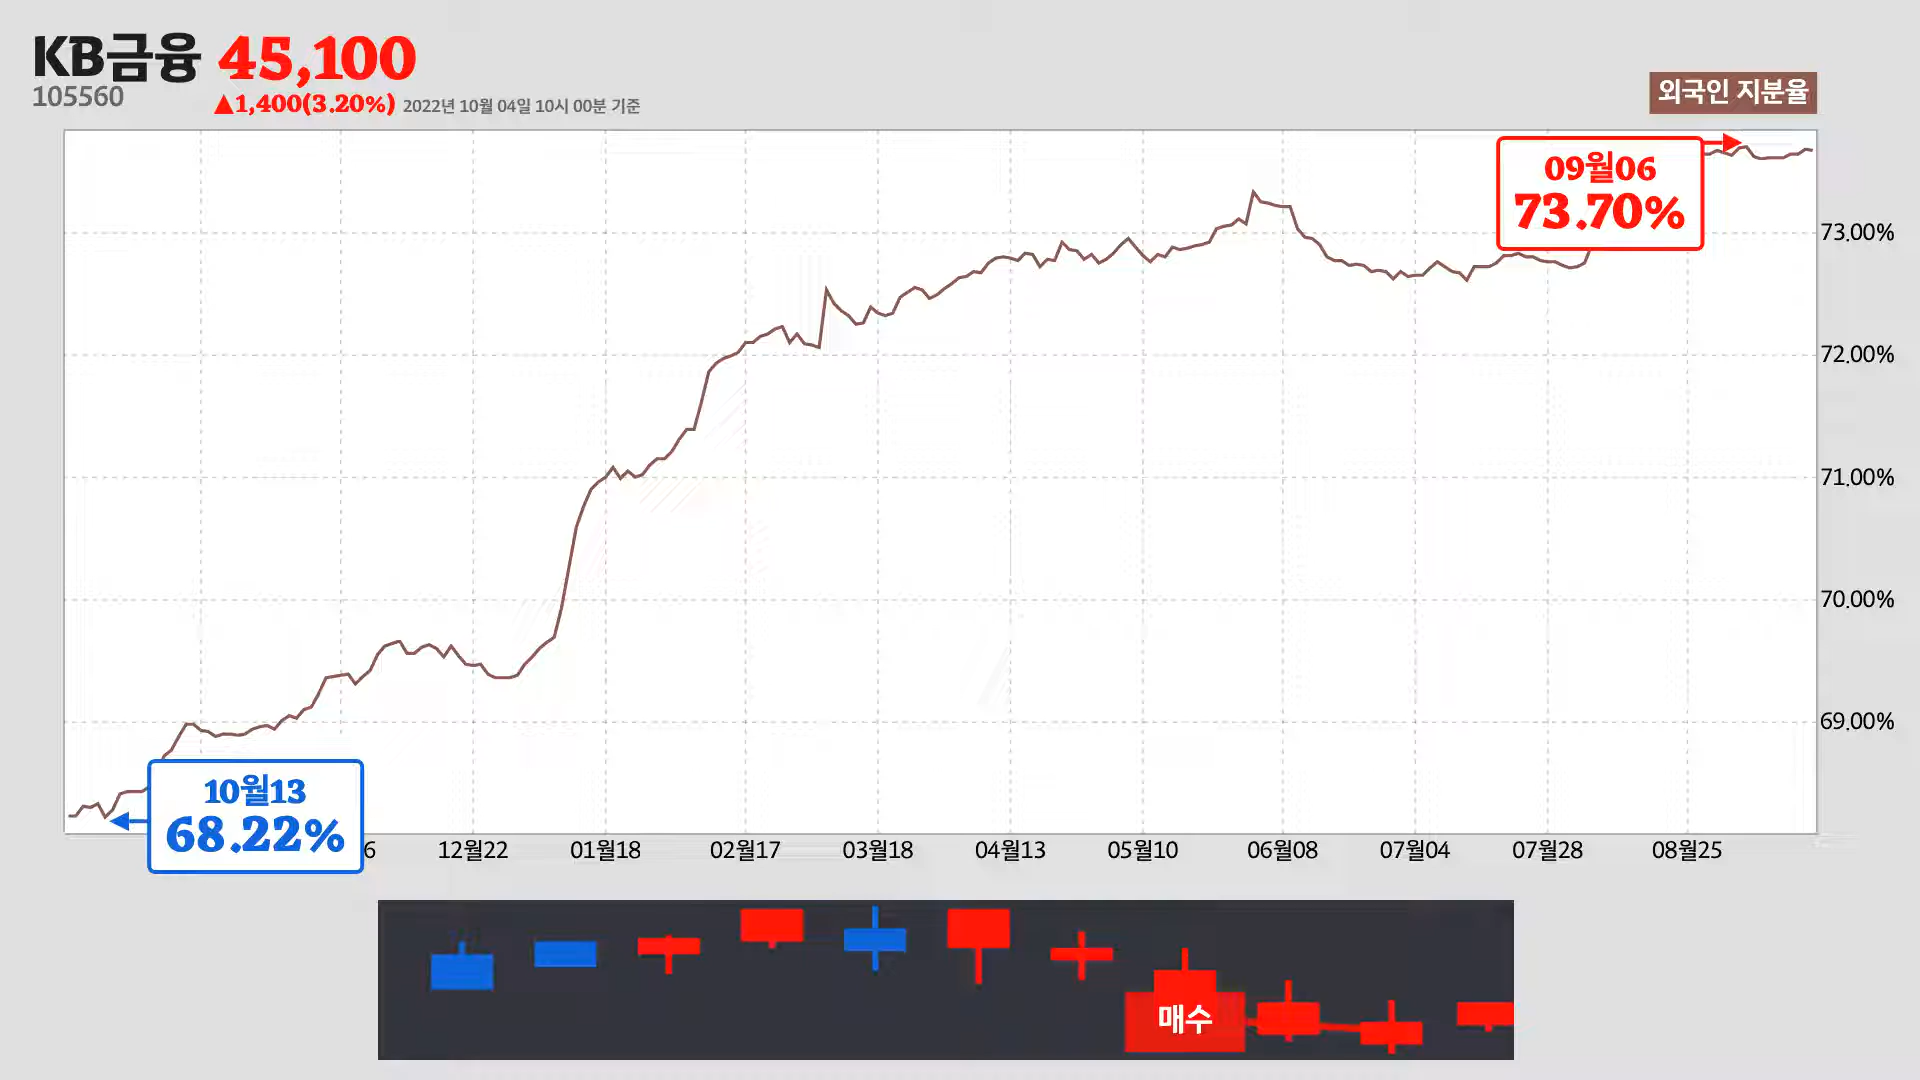 KB금융 45,100
105560
▲1,400(3.20%) 2022년 10월 04일 10시 00분 기준
외국인 지분율
09월06
73.70%
73.00%
72.00%
71.00%
70.00%
69.00%
10월13
68.22%
6 12월22 01월18 02월17 03월18 04월13 05월10 06월08 07월04 07월28 08월25
매수